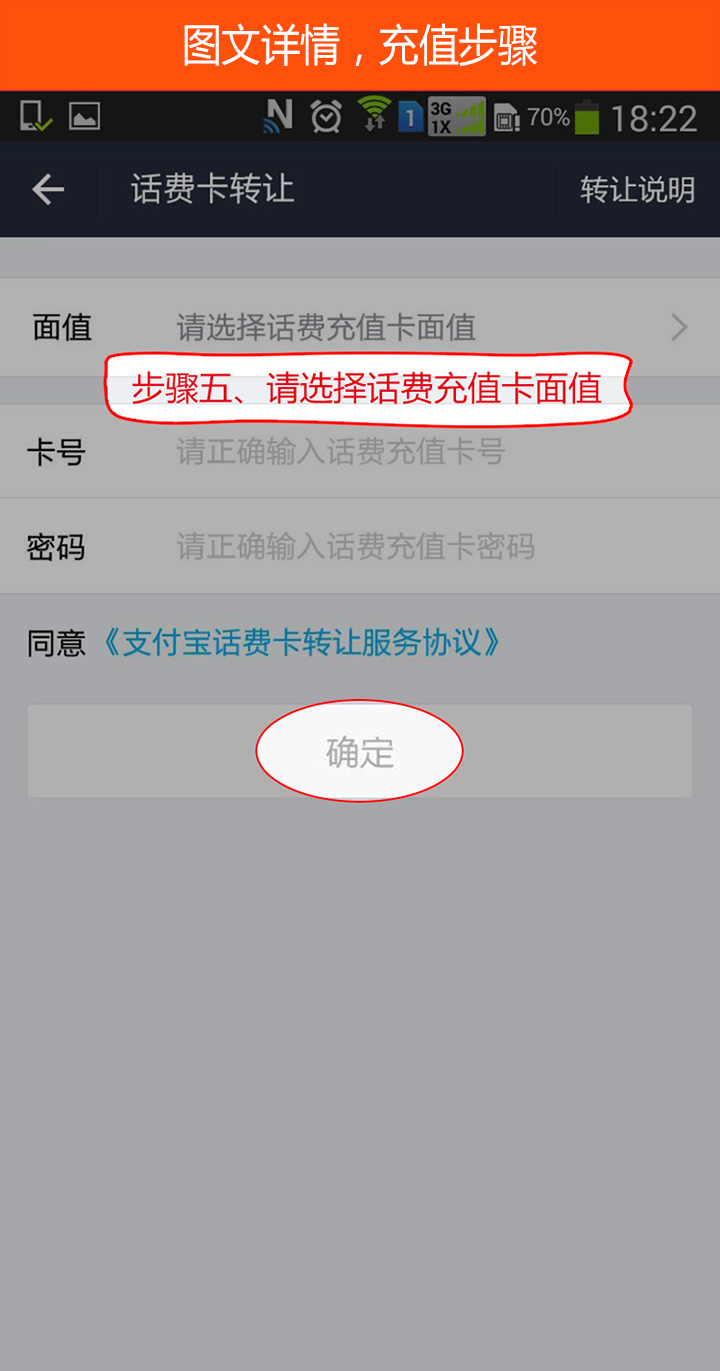 图文详情，充值步骤
N 1 3G 1X 70% 18:22
话费卡转让 转让说明
面值 请选择话费充值卡面值
步骤五、请选择话费充值卡面值
卡号 请正确输入话费充值卡号
密码 请正确输入话费充值卡密码
同意《支付宝话费卡转让服务协议》
确定